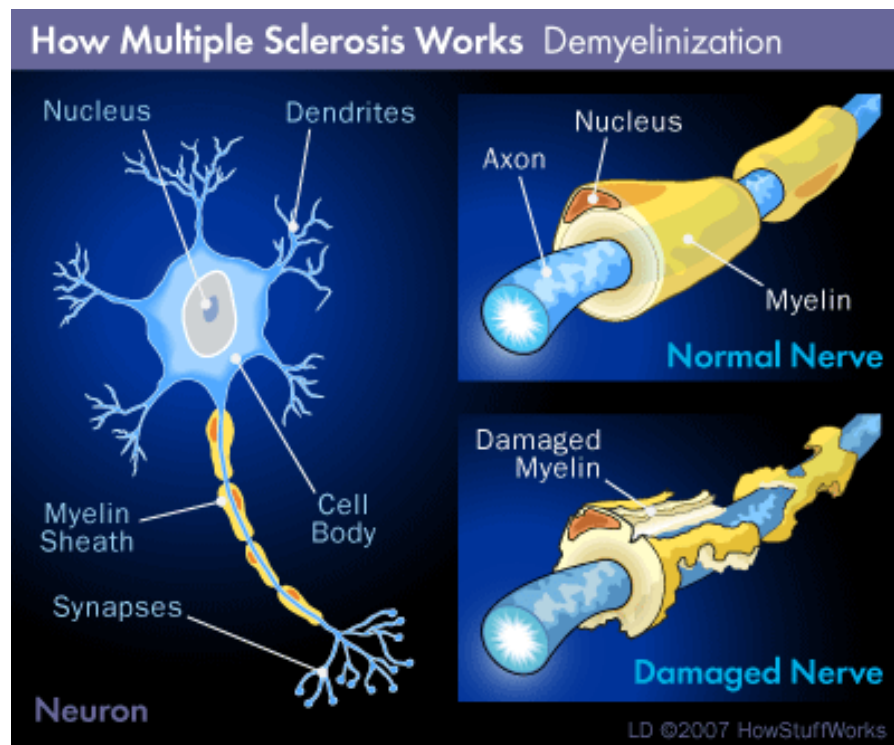 How Multiple Sclerosis Works Demyelinization
Nucleus
Dendrites
Myelin
Sheath
Cell
Body
Synapses
Neuron
Nucleus
Axon
Myelin
Normal Nerve
Damaged
Myelin
Damaged Nerve
LD ©2007 HowStuffWorks